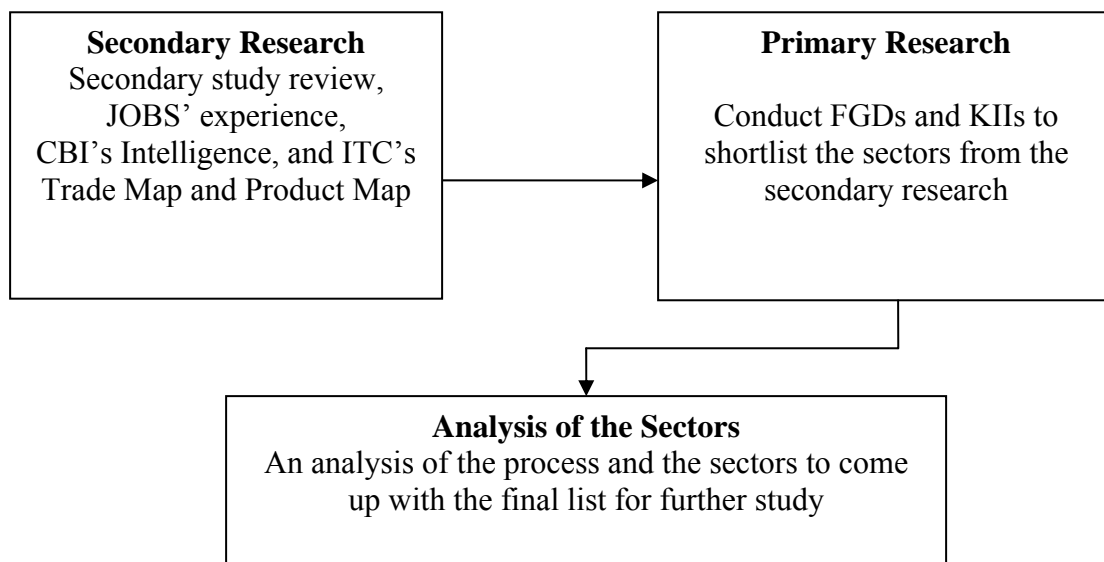 Secondary Research
Secondary study review,
JOBS’ experience,
CBI’s Intelligence, and ITC’s
Trade Map and Product Map
Primary Research
Conduct FGDs and KIIs to
shortlist the sectors from the
secondary research
Analysis of the Sectors
An analysis of the process and the sectors to come
up with the final list for further study